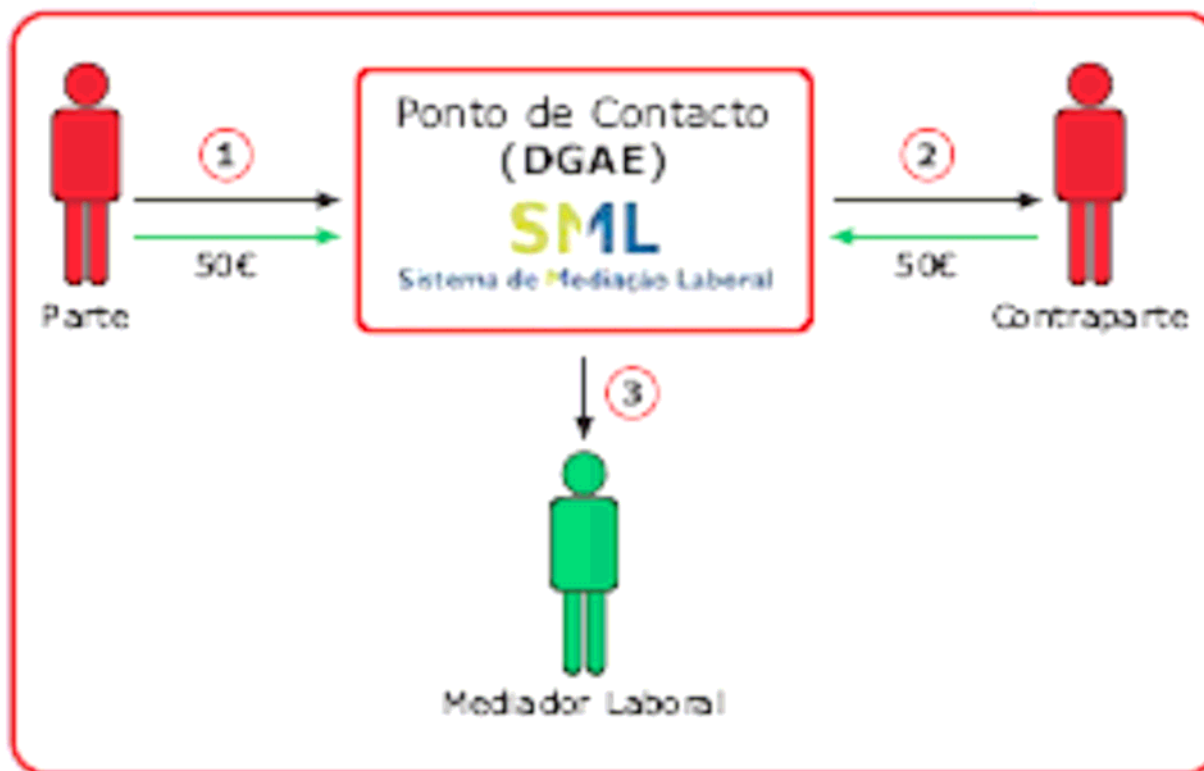 Ponto de Contacto
(DGAE)
SML
Sistema de Mediação Laboral
1
50€
Parte
2
50€
Contraparte
3
Mediador Laboral